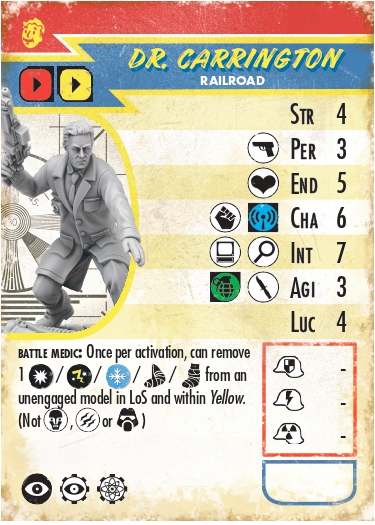 DR. CARRINGTON
RAILROAD
STR 4
PER 3
END 5
CHA 6
INT 7
AGI 3
LUC 4
BATTLE MEDIC: Once per activation, can remove
1 / / / / from an
unengaged model in LoS and within Yellow.
(Not , or )
-
-
-